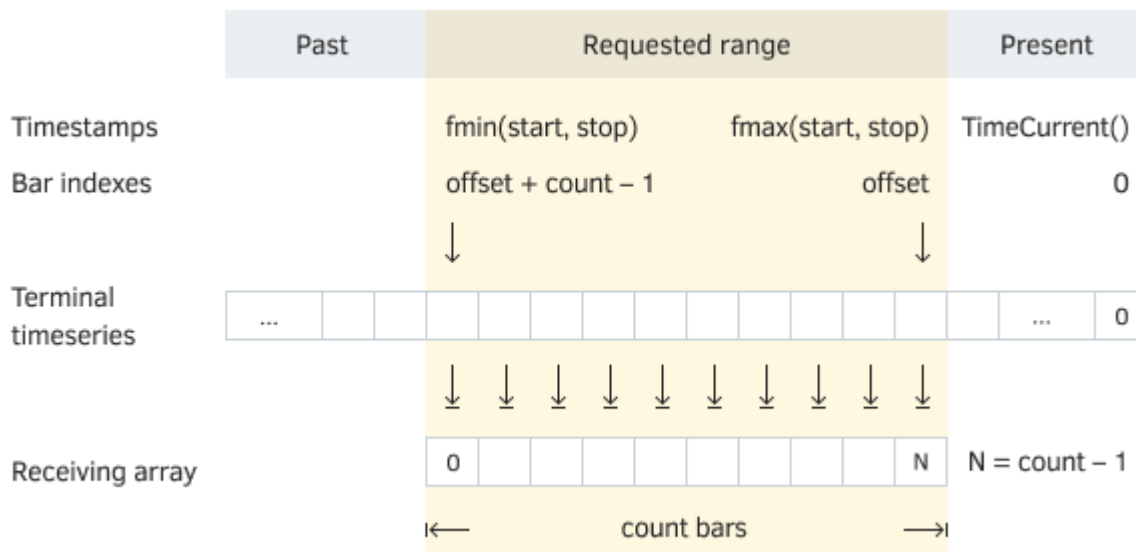 Past Requested range Present
Timestamps fmin(start, stop) fmax(start, stop) TimeCurrent()
Bar indexes offset + count – 1 offset 0
Terminal
timeseries
... ... 0
Receiving array 0 N N = count – 1
count bars